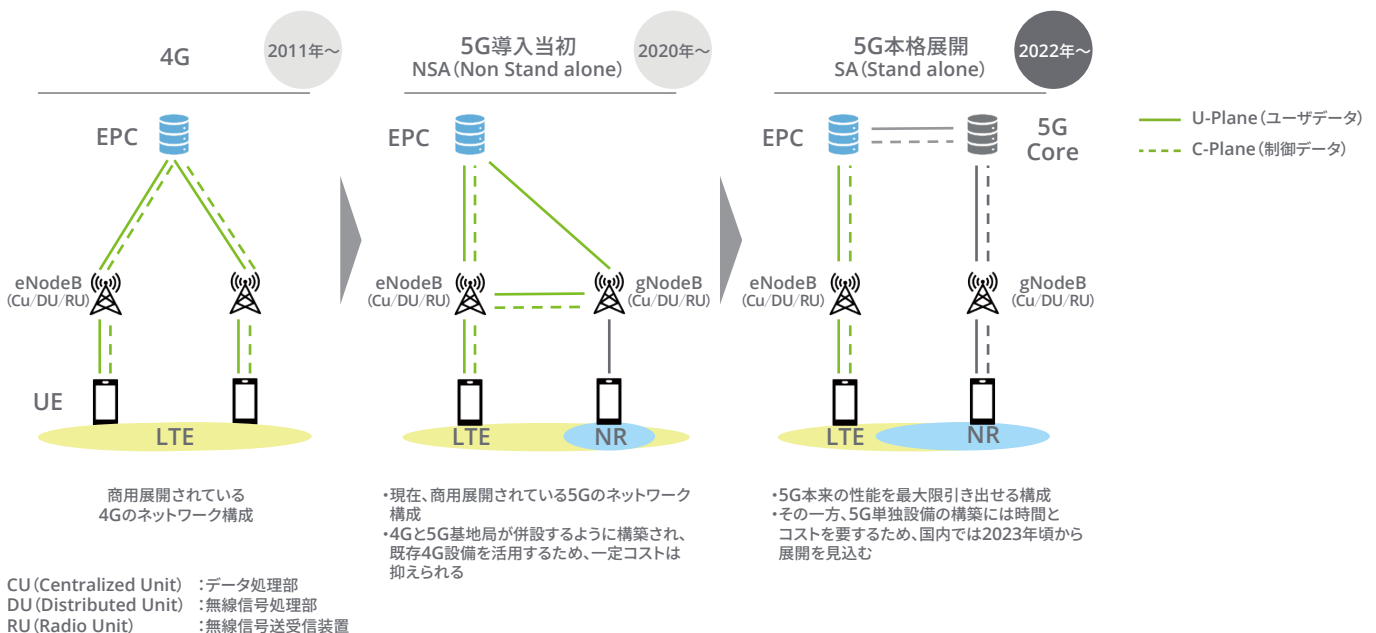 4G
2011年～
EPC
eNodeB
(Cu/DU/RU)
UE
LTE
商用展開されている
4Gのネットワーク構成
5G導入当初
NSA（Non Stand alone）
2020年～
EPC
eNodeB
(Cu/DU/RU)
gNodeB
(Cu/DU/RU)
LTE
NR
・現在、商用展開されている5Gのネットワーク
構成
・4Gと5G基地局が併設するように構築され、
既存4G設備を活用するため、一定コストは
抑えられる
5G本格展開
SA（Stand alone）
2022年～
EPC
5G
Core
eNodeB
(Cu/DU/RU)
gNodeB
(Cu/DU/RU)
LTE
NR
・5G本来の性能を最大限引き出せる構成
・その一方、5G単独設備の構築には時間と
コストを要するため、国内では2023年頃から
展開を見込む
U-Plane（ユーザデータ）
C-Plane（制御データ）
CU（Centralized Unit） ：データ処理部
DU（Distributed Unit） ：無線信号処理部
RU（Radio Unit） ：無線信号送受信装置